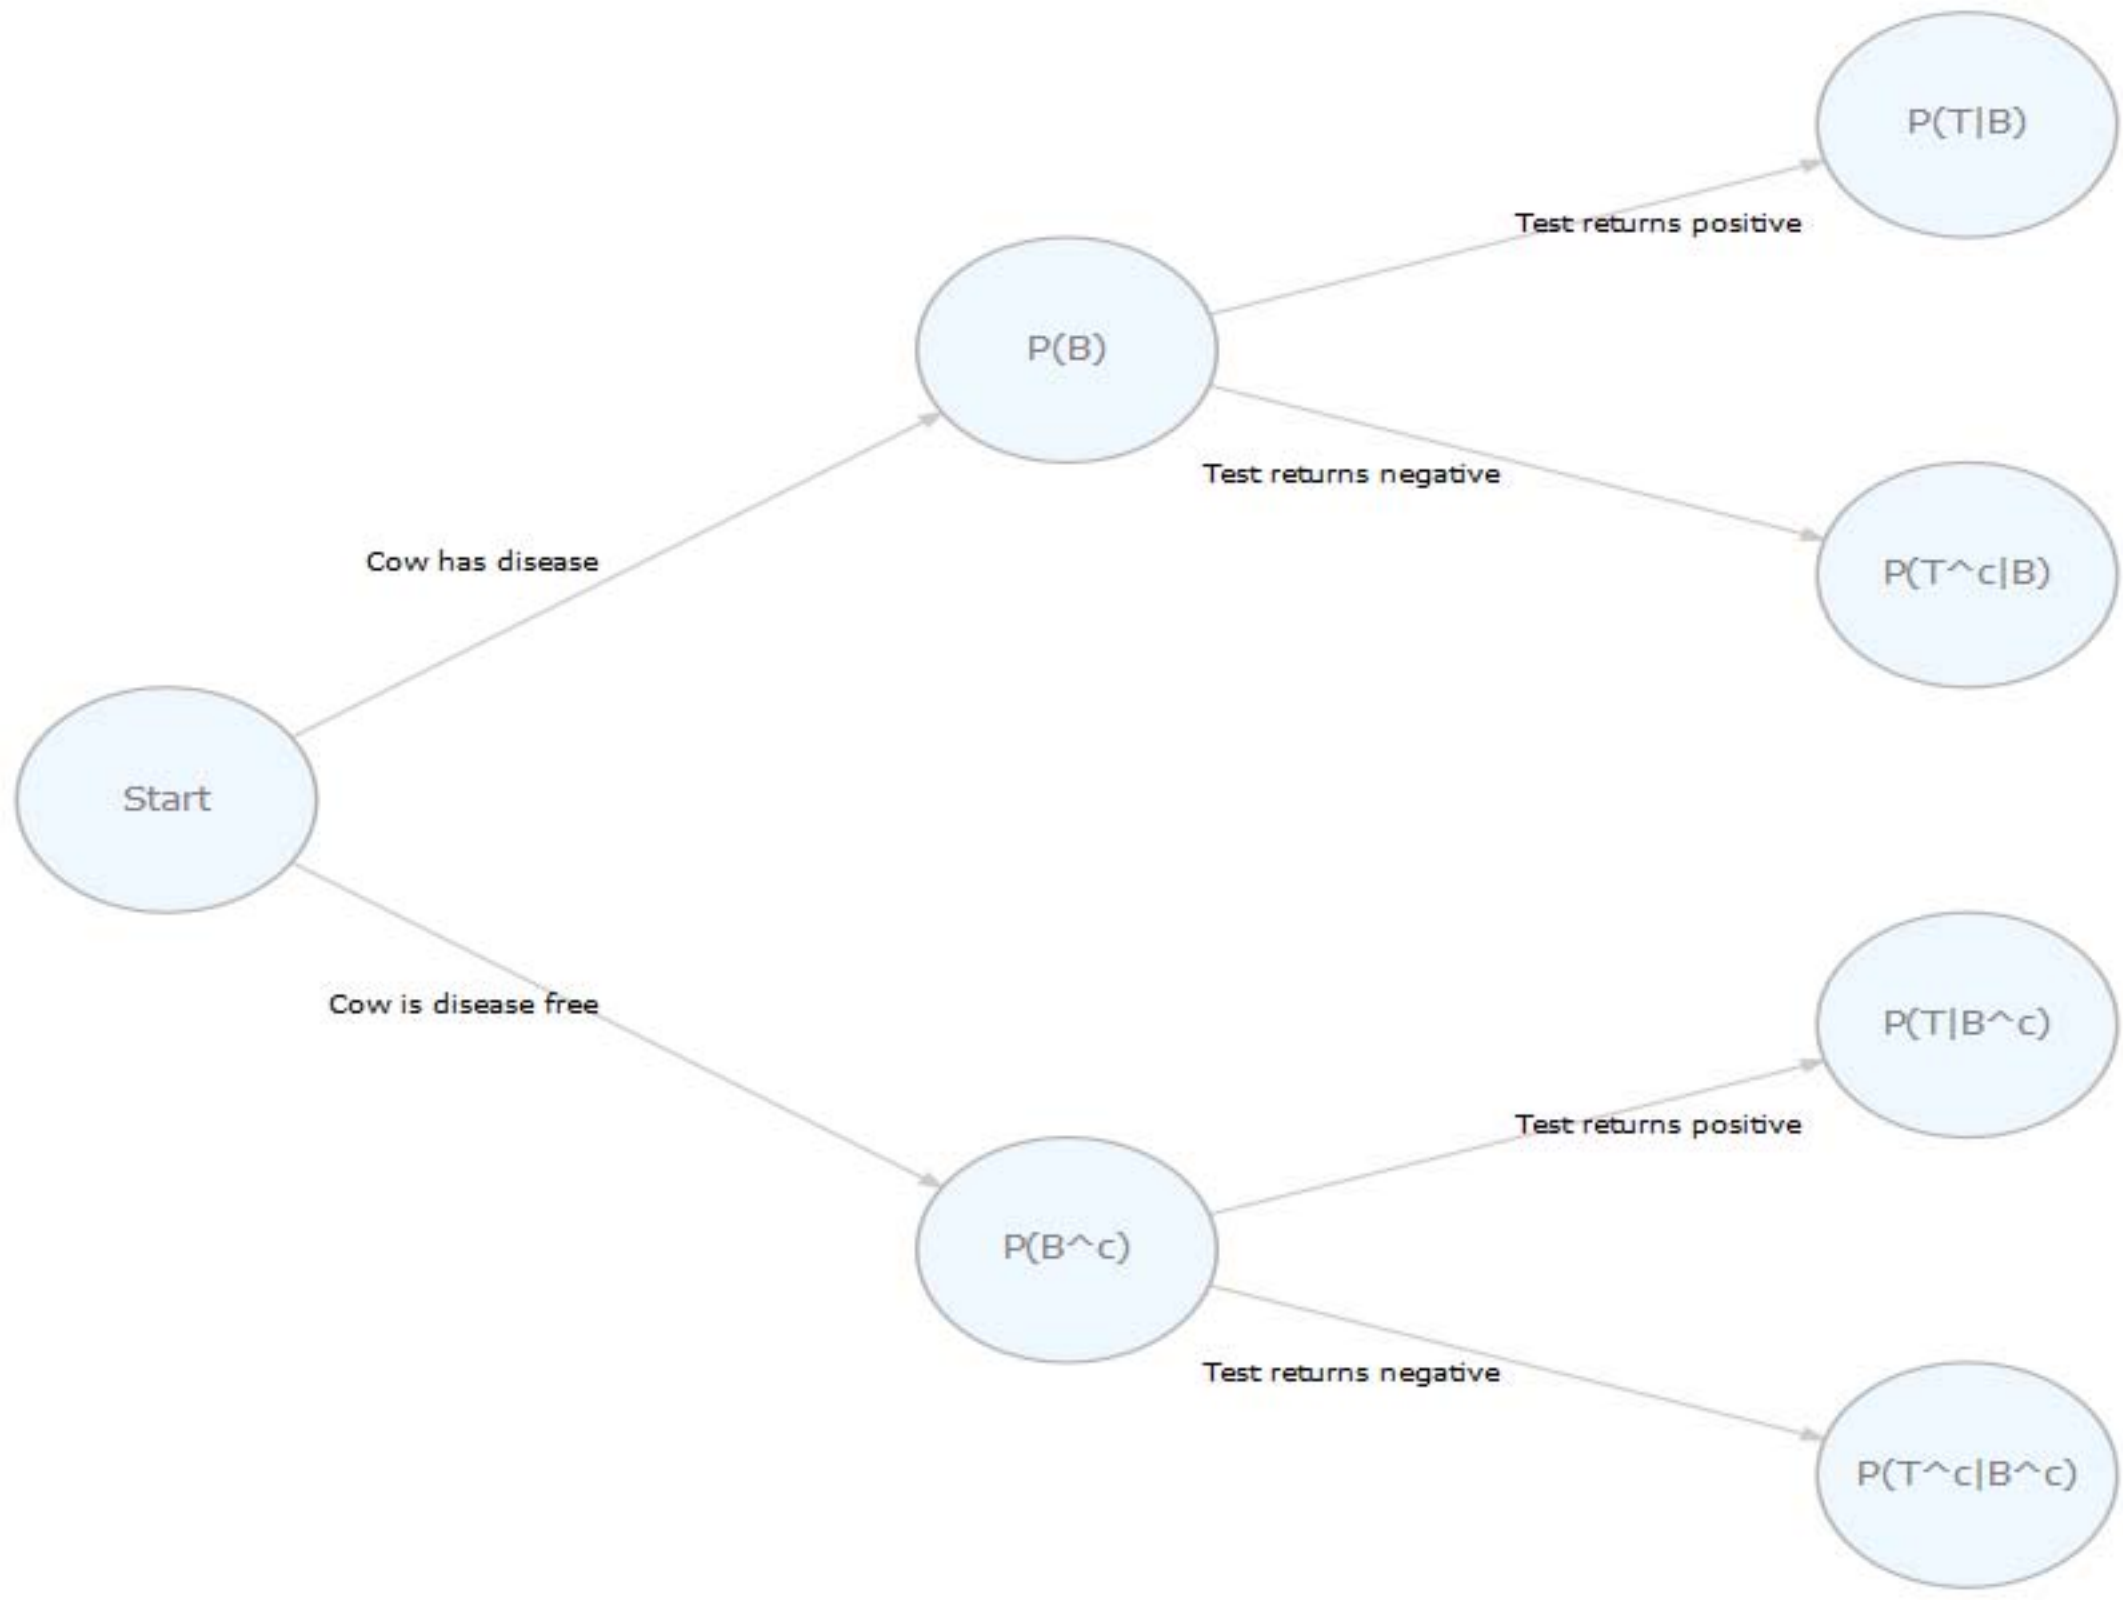 P(T|B)
Test returns positive
P(B)
Test returns negative
Cow has disease
P(T^c|B)
Start
Cow is disease free
P(T|B^c)
Test returns positive
P(B^c)
Test returns negative
P(T^c|B^c)